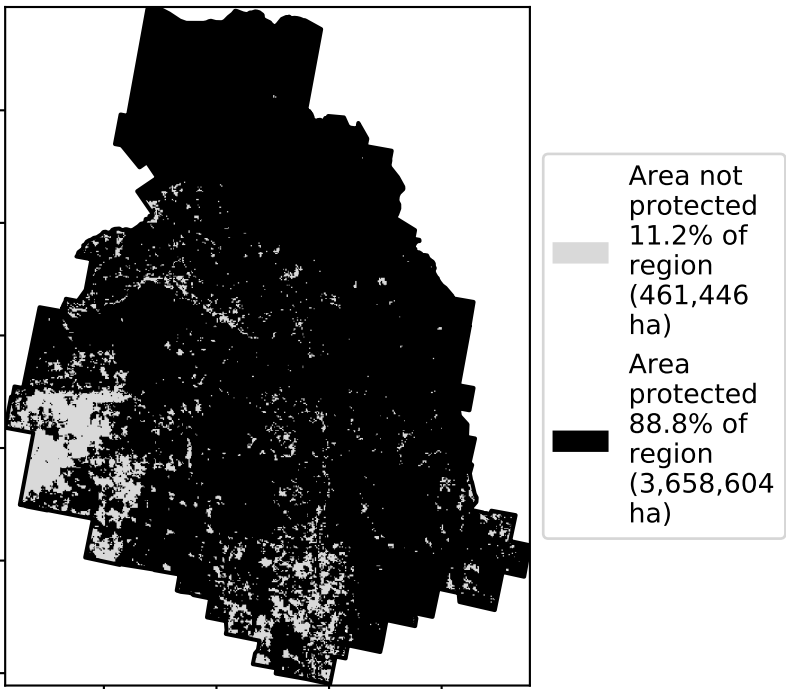 Area not
protected
11.2% of
region
(461,446
ha)
Area
protected
88.8% of
region
(3,658,604
ha)